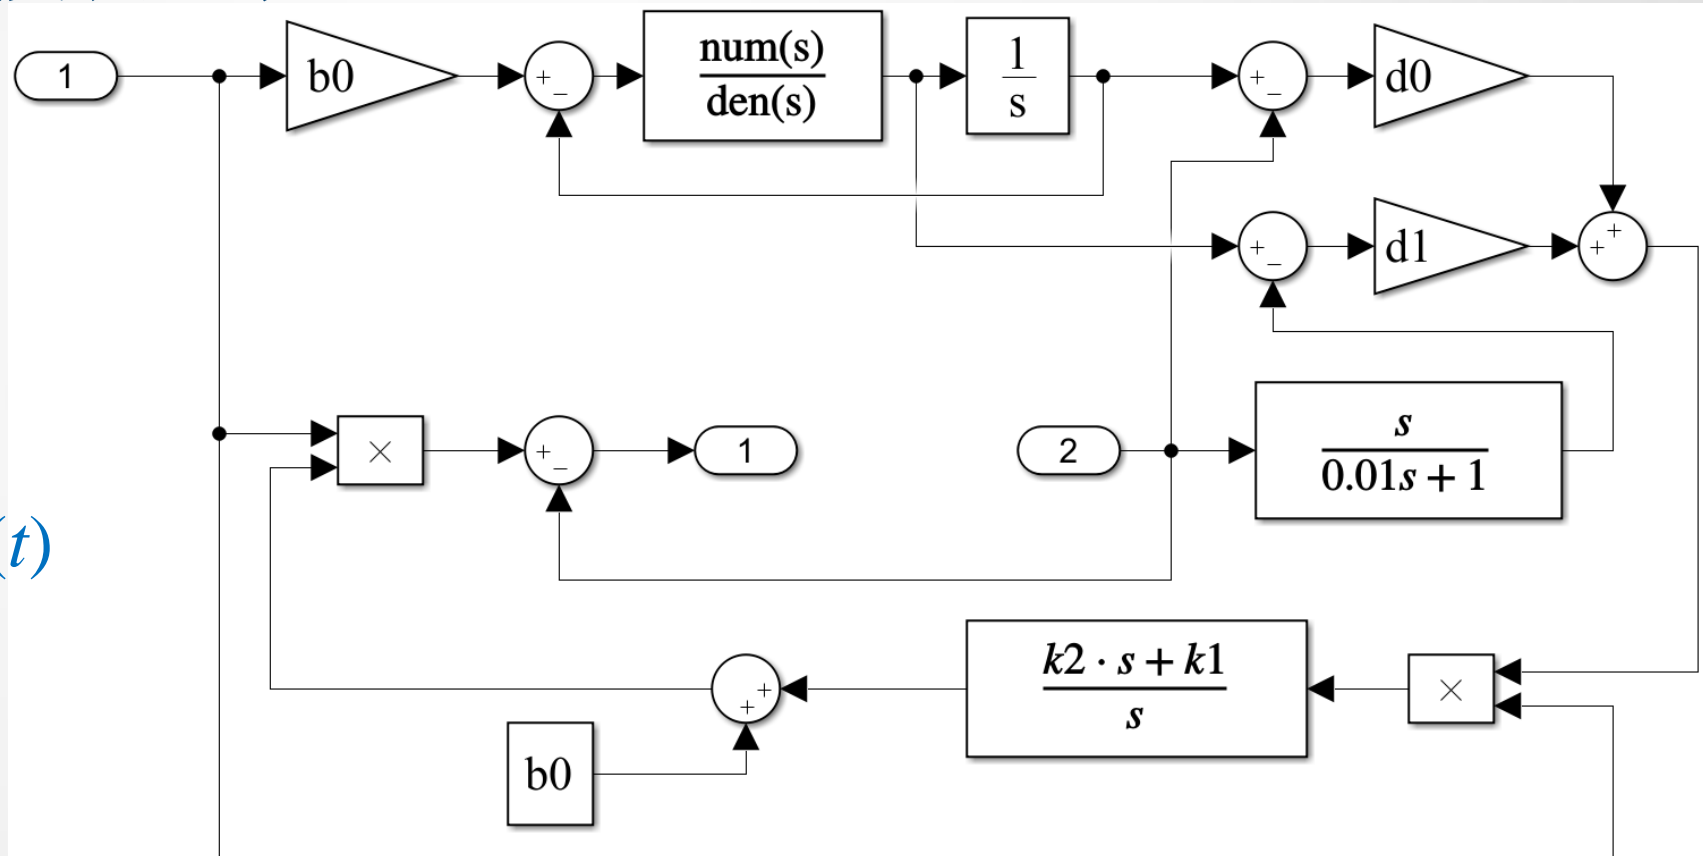 1
b0
+
−
num(s)
den(s)
1
s
+
−
d0
+
−
d1
+
+
×
+
−
1
2
s
0.01s + 1
(t)
k2 · s + k1
s
×
+
+
b0